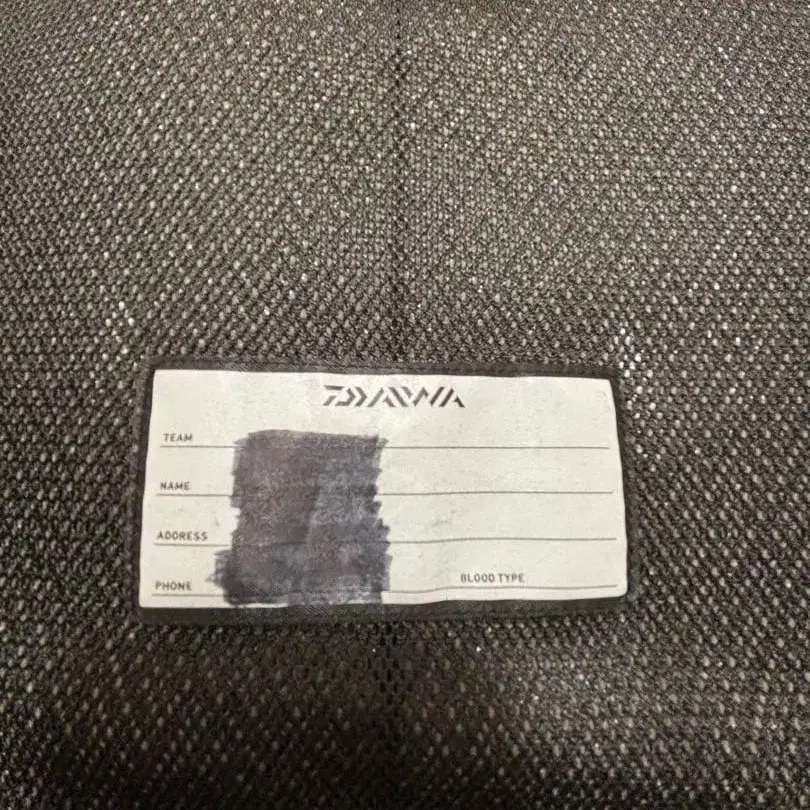 DAIWA
TEAM
NAME
ADDRESS
PHONE BLOOD TYPE